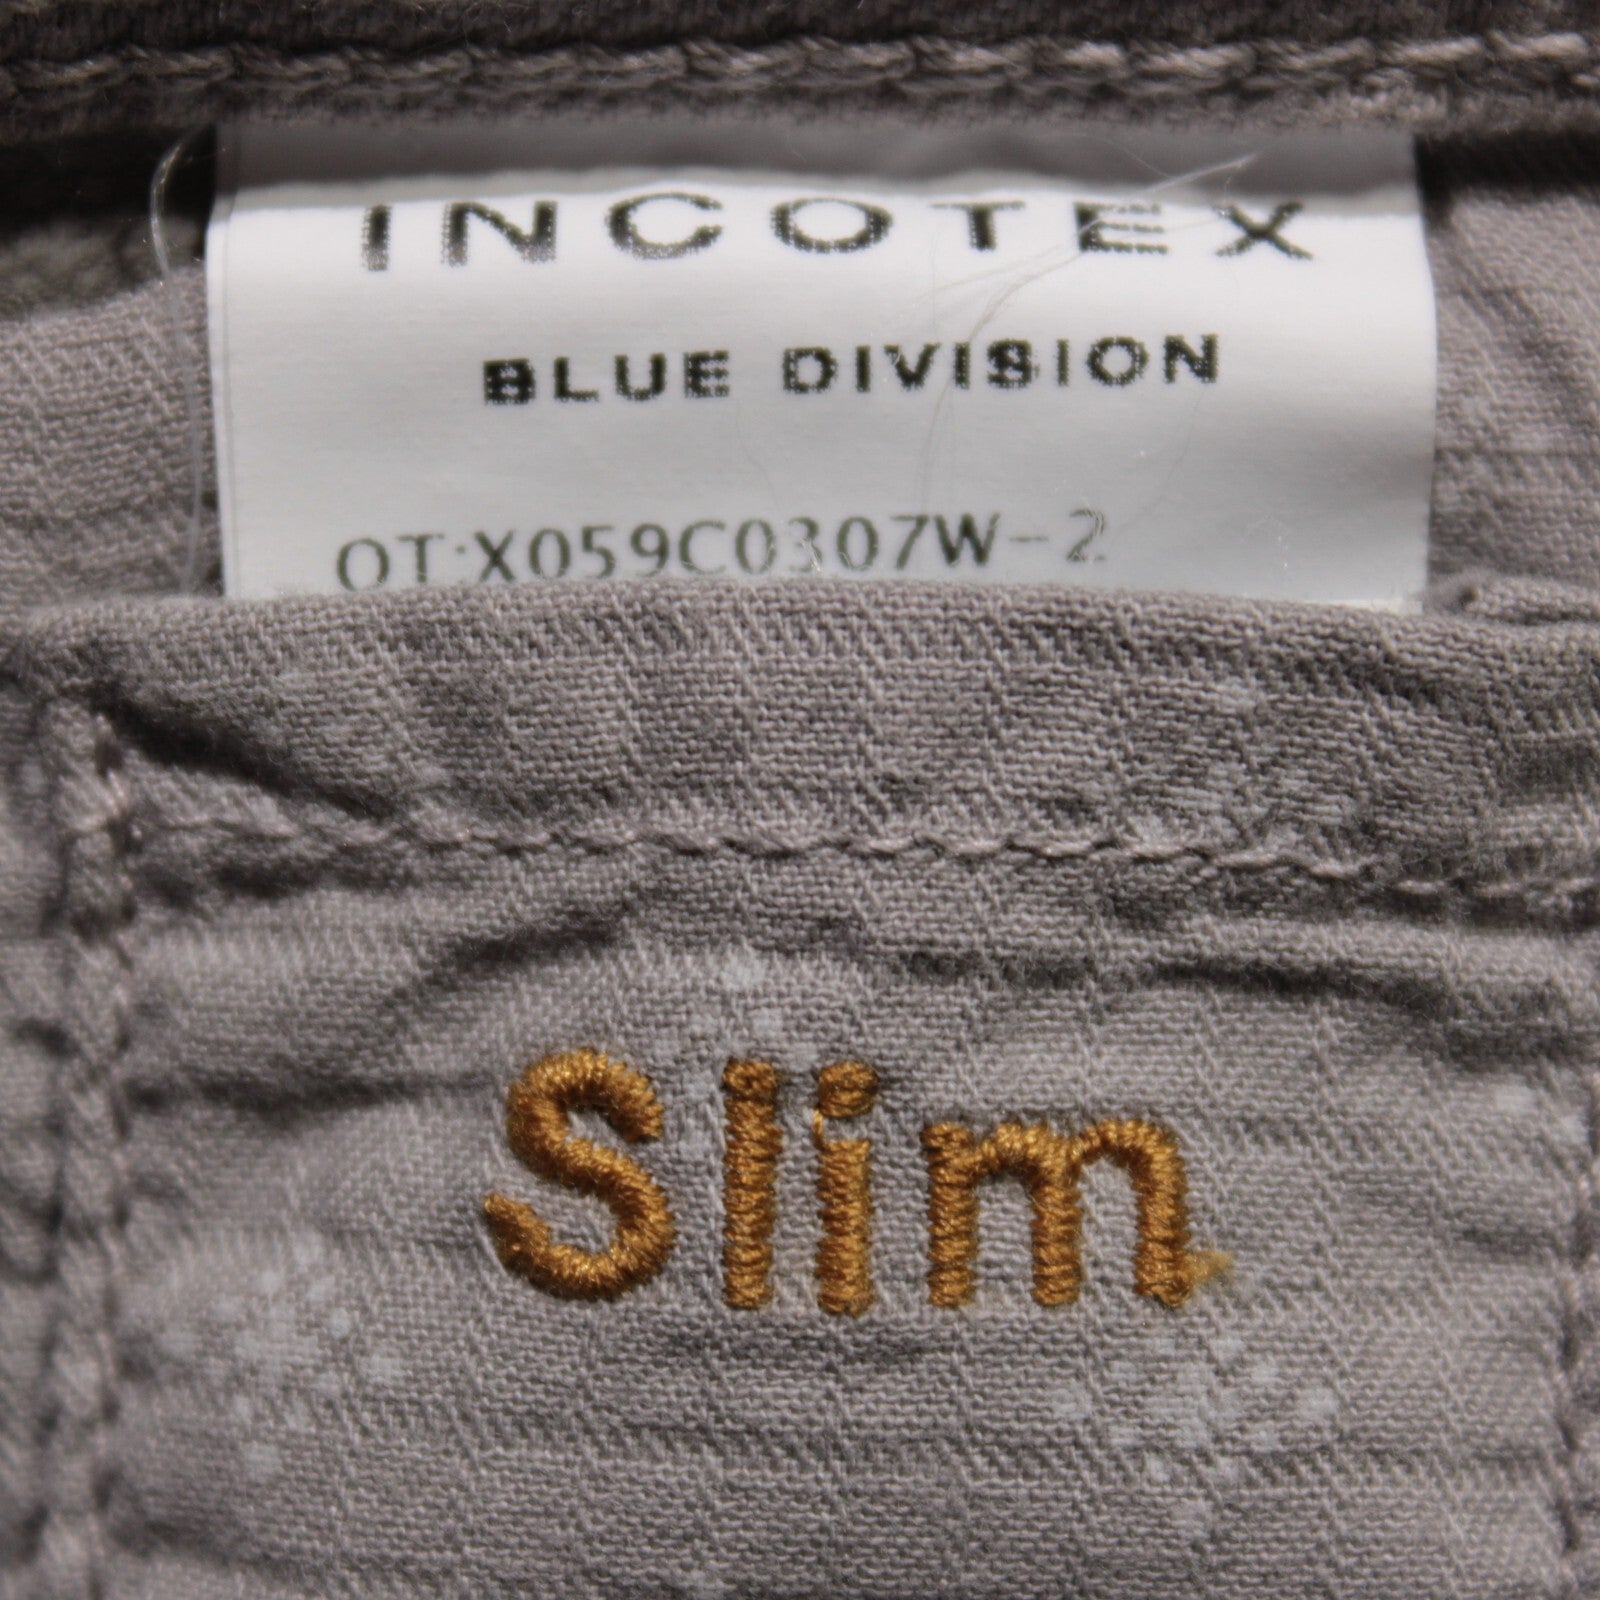 INCOTEX
BLUE DIVISION
OT:X059C0307W-2
Slim